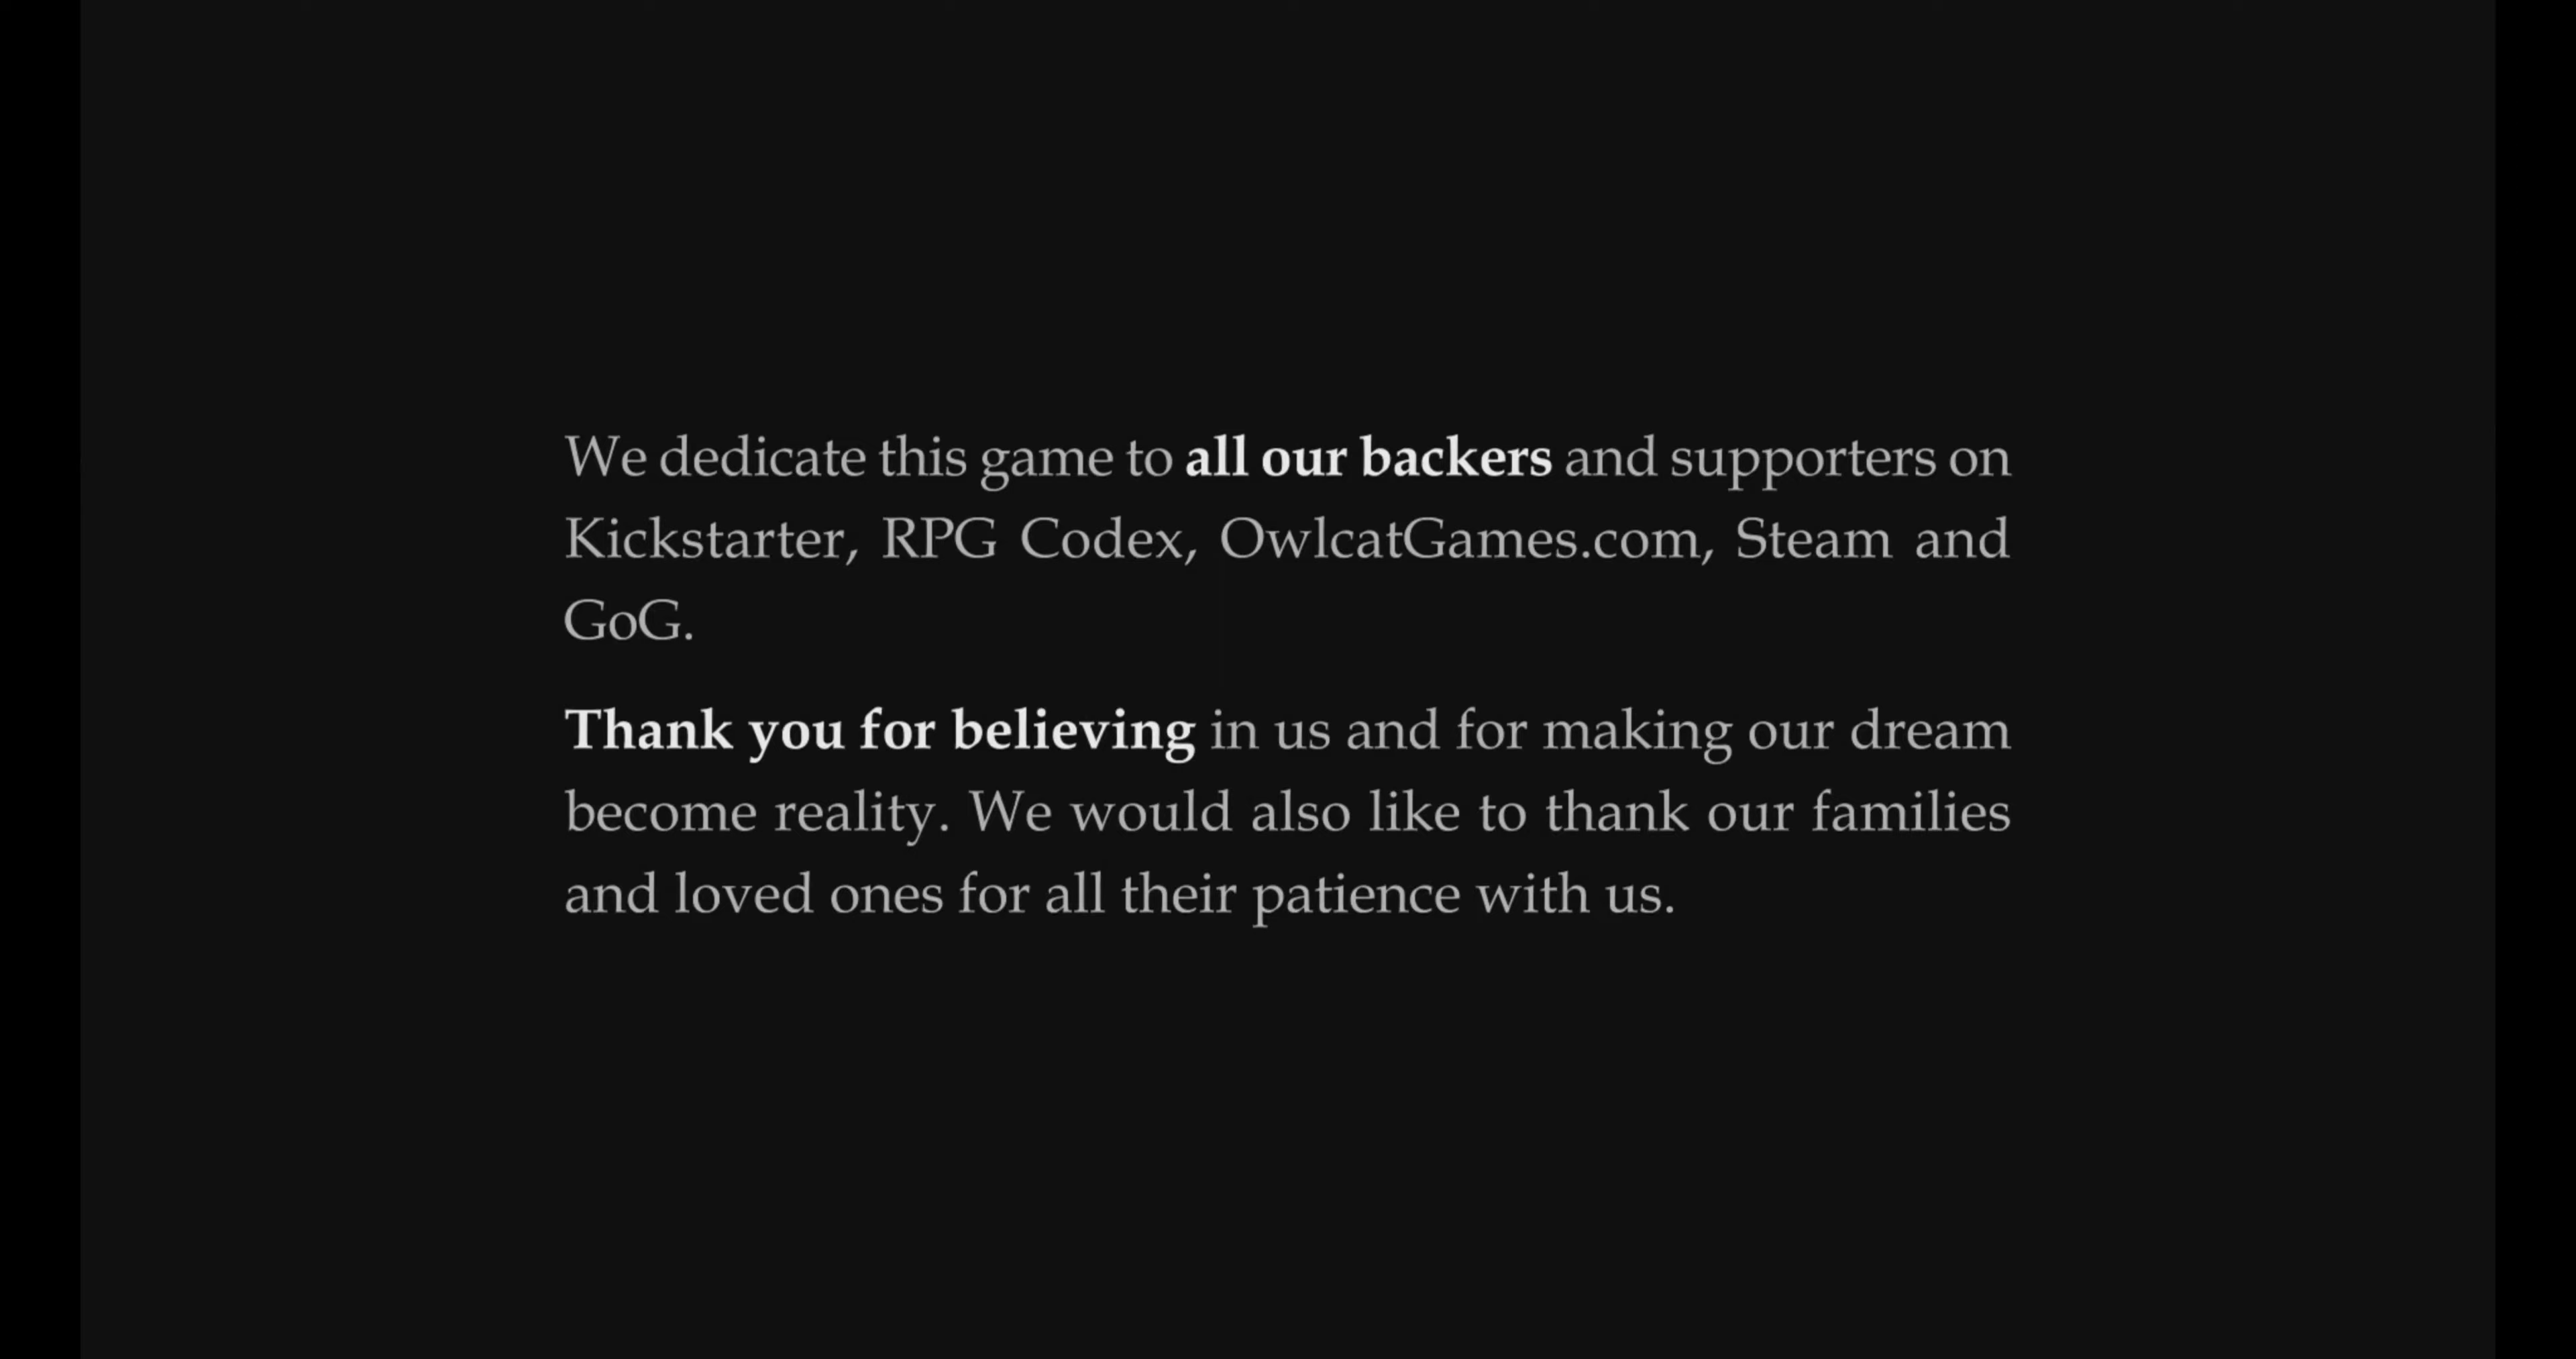 We dedicate this game to all our backers and supporters on
Kickstarter, RPG Codex, OwlcatGames.com, Steam and
GoG.
Thank you for believing in us and for making our dream
become reality. We would also like to thank our families
and loved ones for all their patience with us.